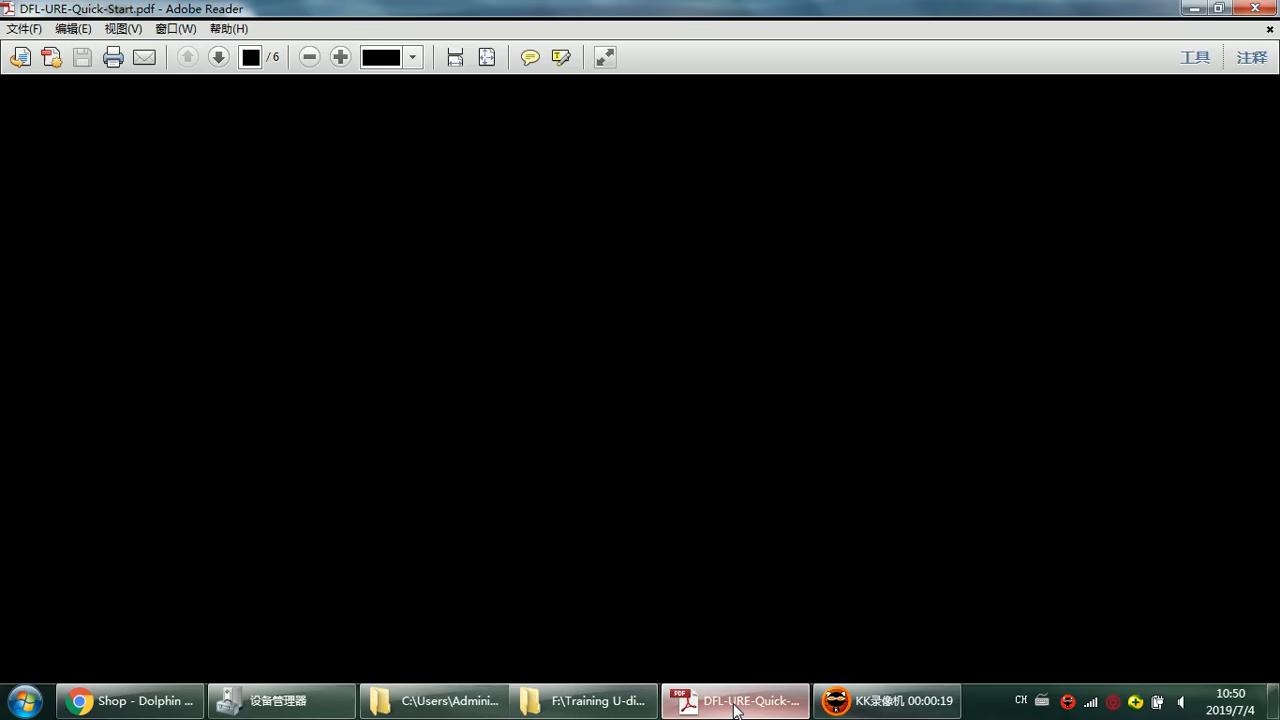 DFL-URE-Quick-Start.pdf - Adobe Reader
文件(F) 编辑(E) 视图(V) 窗口(W) 帮助(H)
/ 6
工具 注释
Shop - Dolphin ... 设备管理器 C:\Users\Admini... F:\Training U-di... DFL-URE-Quick-... KK录像机 00:00:19 CH 10:50
2019/7/4